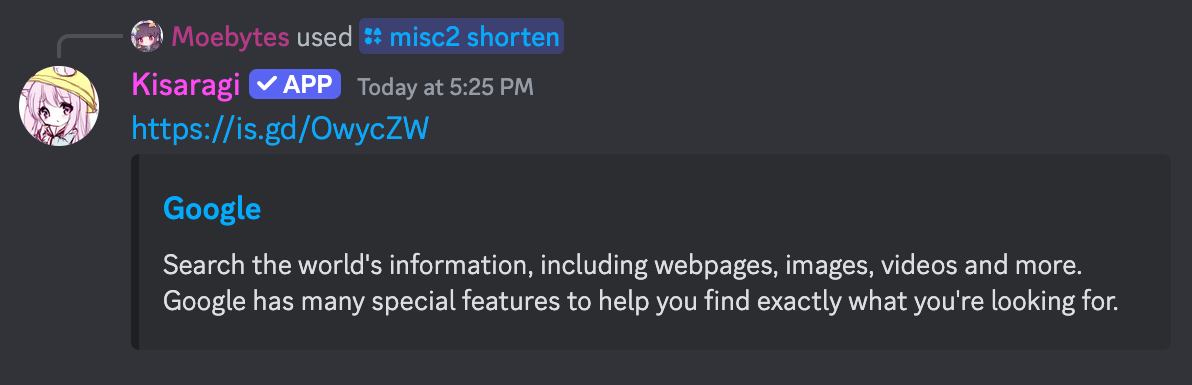 Moebytes used misc2 shorten
Kisaragi APP Today at 5:25 PM
https://is.gd/OwycZW
Google
Search the world's information, including webpages, images, videos and more.
Google has many special features to help you find exactly what you're looking for.